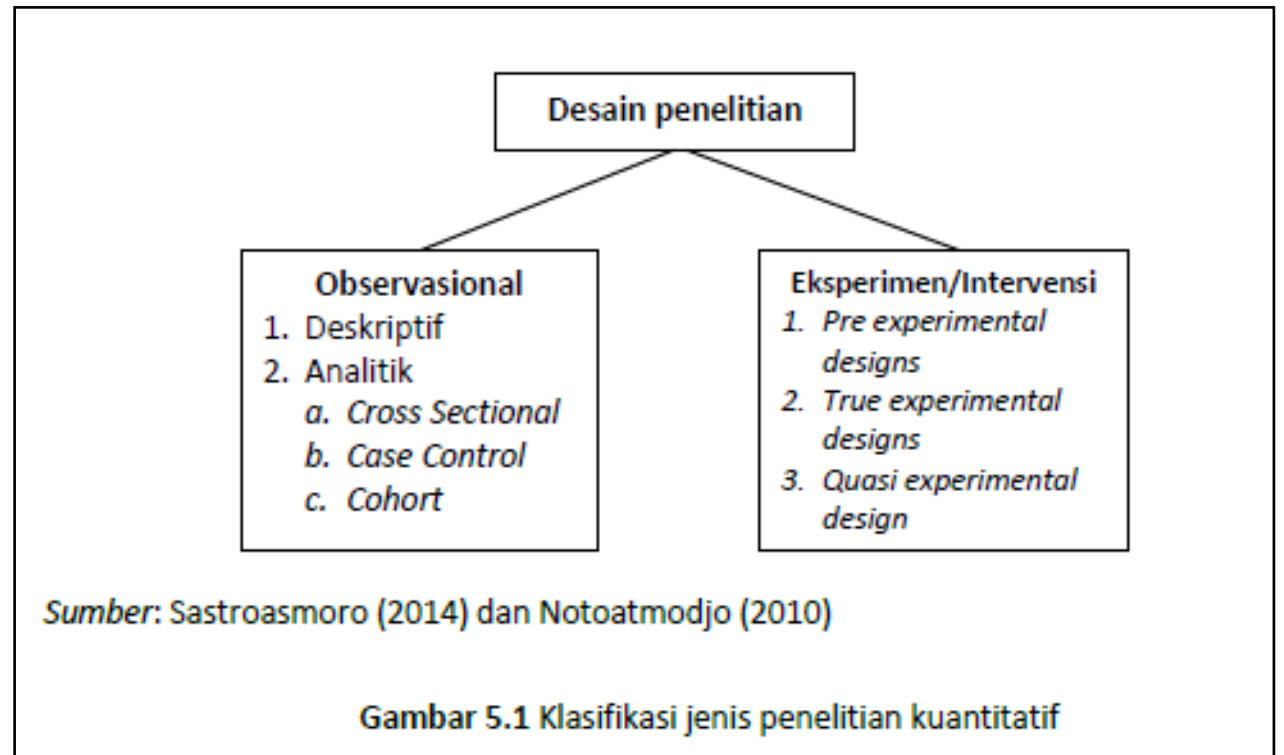 Desain penelitian
Observasional
1. Deskriptif
2. Analitik
a. Cross Sectional
b. Case Control
c. Cohort
Eksperimen/Intervensi
1. Pre experimental
designs
2. True experimental
designs
3. Quasi experimental
design
Sumber: Sastroasmoro (2014) dan Notoatmodjo (2010)
Gambar 5.1 Klasifikasi jenis penelitian kuantitatif